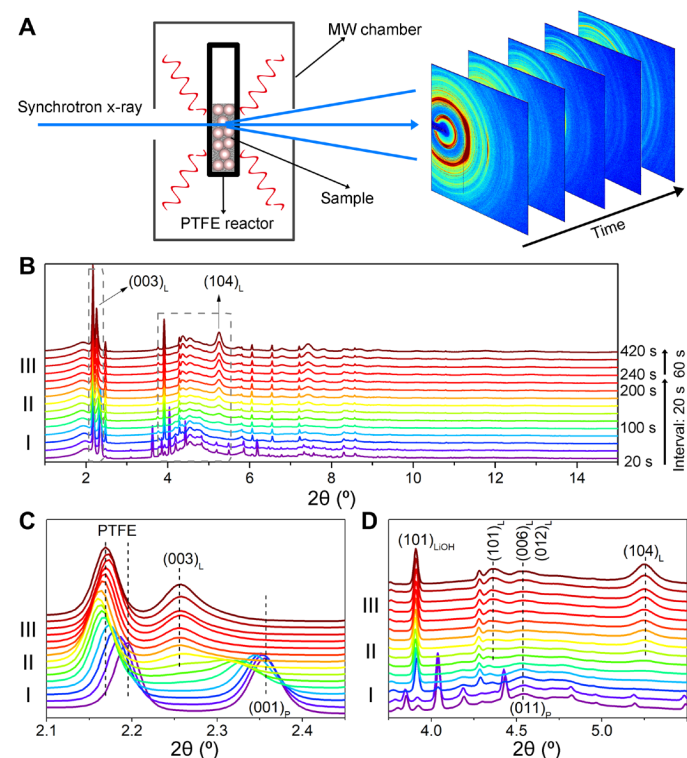 A
MW chamber
Synchrotron x-ray
Sample
PTFE reactor
Time
B
(003)L
(104)L
III
II
I
420 s
240 s
200 s
100 s
20 s
Interval: 20 s 60 s
2 4 6 8 10 12 14
2θ (º)
C
PTFE
(003)L
III
II
I
(001)P
2.1 2.2 2.3 2.4
2θ (º)
D
(101)LiOH
(101)L
(006)L
(012)L
(104)L
III
II
I
(011)P
4.0 4.5 5.0
2θ (º)